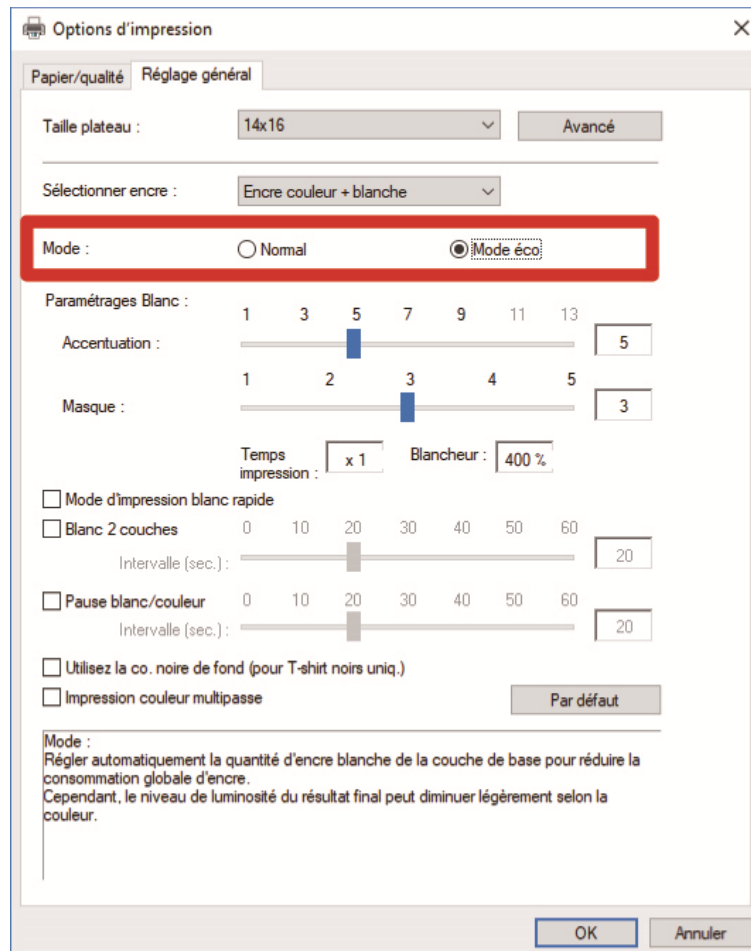 Options d'impression
Papier/qualité Réglage général
Taille plateau : 14x16 Avancé
Sélectionner encre : Encre couleur + blanche
Mode : Normal Mode éco
Paramétrages Blanc :
1 3 5 7 9 11 13
Accentuation : 5
1 2 3 4 5
Masque : 3
Temps impression : x 1 Blancheur : 400 %
Mode d'impression blanc rapide
Blanc 2 couches 0 10 20 30 40 50 60
Intervalle (sec.) : 20
Pause blanc/couleur 0 10 20 30 40 50 60
Intervalle (sec.) : 20
Utilisez la co. noire de fond (pour T-shirt noirs uniq.)
Impression couleur multipasse Par défaut
Mode :
Régler automatiquement la quantité d'encre blanche de la couche de base pour réduire la
consommation globale d'encre.
Cependant, le niveau de luminosité du résultat final peut diminuer légèrement selon la
couleur.
OK Annuler